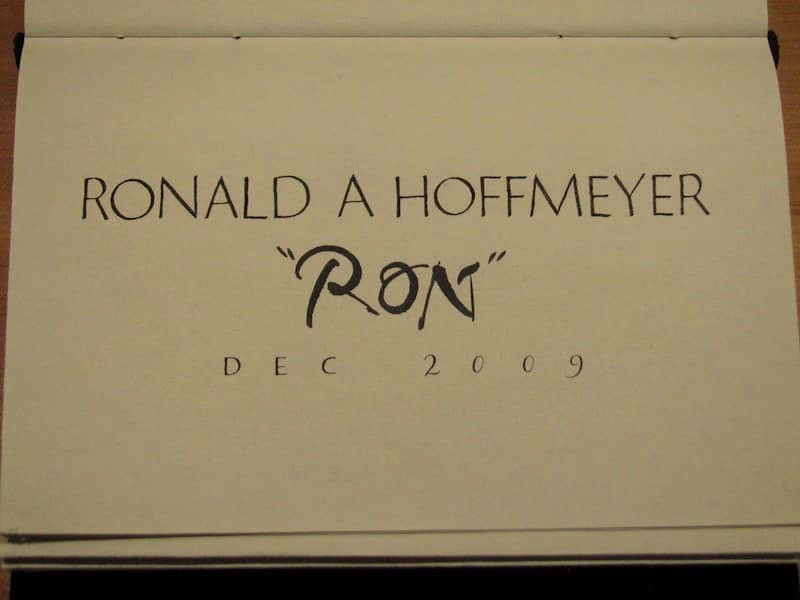 RONALD A HOFFMEYER
"RON"
DEC 2009